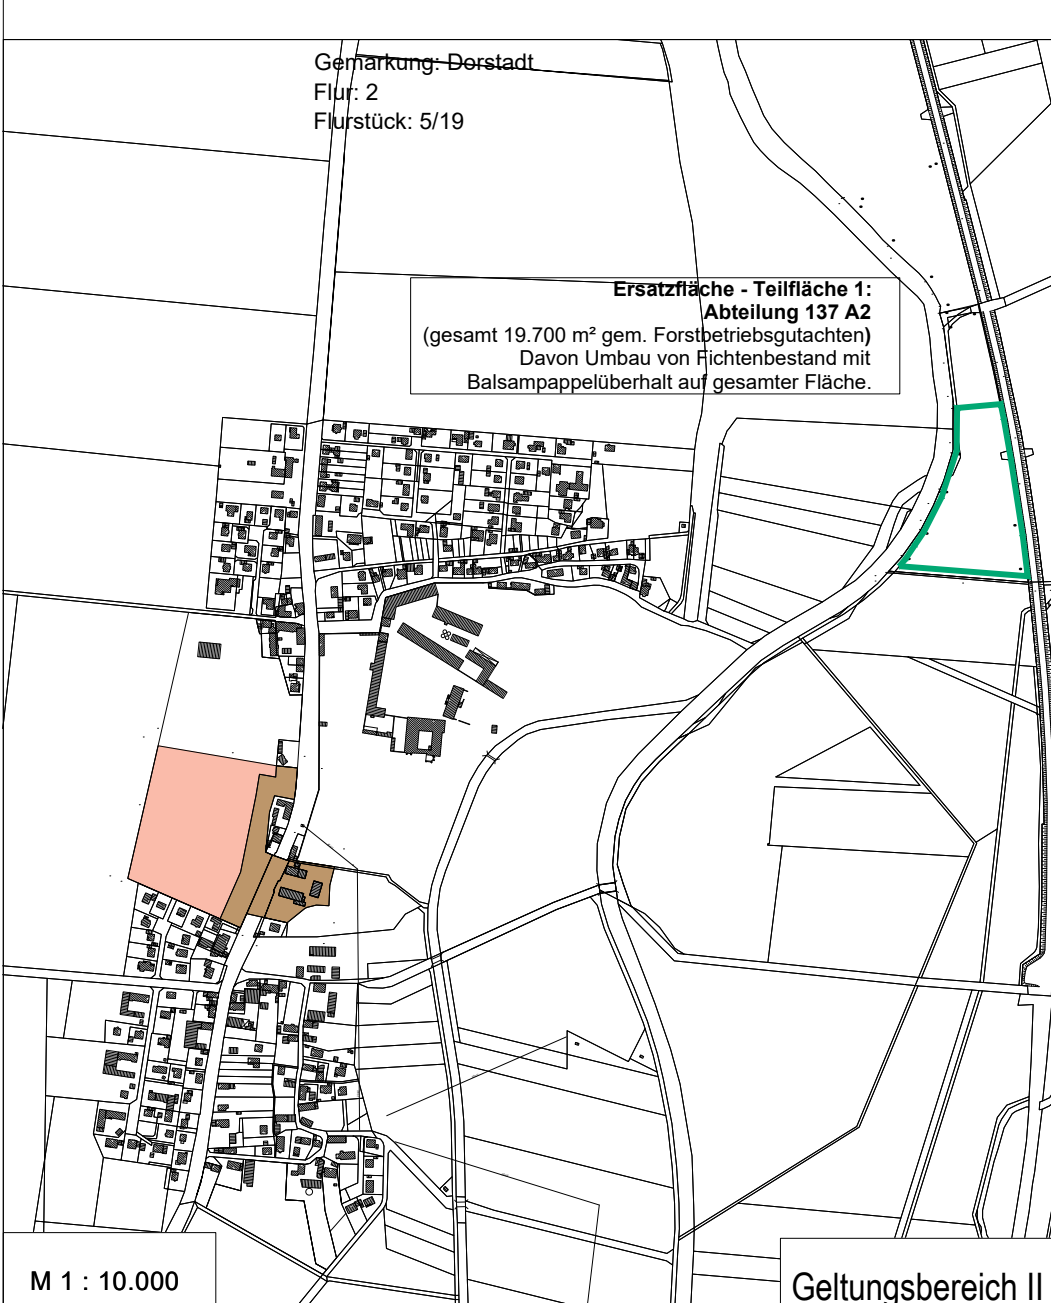 Gemarkung: Dorstadt
Flur: 2
Flurstück: 5/19
Ersatzfläche - Teilfläche 1:
Abteilung 137 A2
(gesamt 19.700 m² gem. Forstbetriebsgutachten)
Davon Umbau von Fichtenbestand mit
Balsampappelüberhalt auf gesamter Fläche.
M 1 : 10.000
Geltungsbereich II